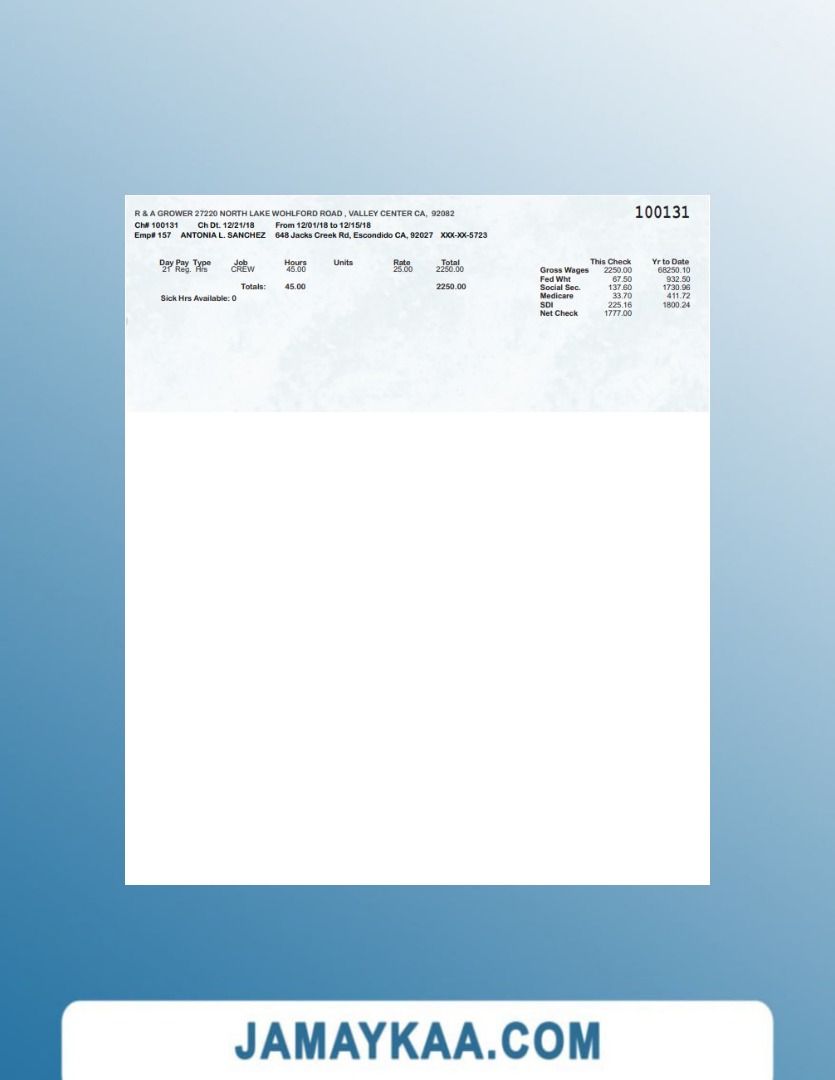 R & A GROWER 27220 NORTH LAKE WOHLFORD ROAD , VALLEY CENTER CA, 92082 100131
Ch# 100131 Ch Dt. 12/21/18 From 12/01/18 to 12/15/18
Emp# 157 ANTONIA L. SANCHEZ 648 Jacks Creek Rd, Escondido CA, 92027 XXX-XX-5723
Day Pay Type Job Hours Units Rate Total
21 Reg. Hrs CREW 45.00 25.00 2250.00
Totals: 45.00 2250.00
Sick Hrs Available: 0
This Check Yr to Date
Gross Wages 2250.00 68250.10
Fed Wht 67.50 932.50
Social Sec. 137.60 1730.96
Medicare 33.70 411.72
SDI 225.16 1800.24
Net Check 1777.00
JAMAYKAA.COM